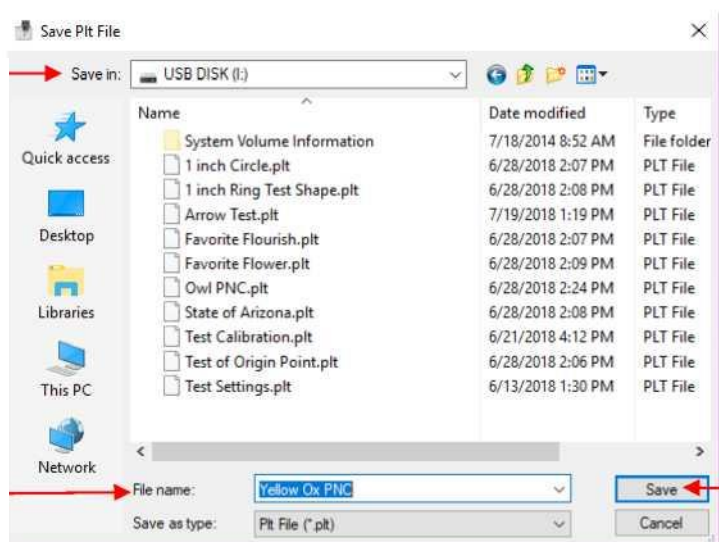 Save Plt File
Save in: USB DISK (I:)
Name Date modified Type
System Volume Information 7/18/2014 8:52 AM File folder
1 inch Circle.plt 6/28/2018 2:07 PM PLT File
1 inch Ring Test Shape.plt 6/28/2018 2:08 PM PLT File
Arrow Test.plt 7/19/2018 1:19 PM PLT File
Favorite Flourish.plt 6/28/2018 2:07 PM PLT File
Favorite Flower.plt 6/28/2018 2:09 PM PLT File
Owl PNC.plt 6/28/2018 2:24 PM PLT File
State of Arizona.plt 6/28/2018 2:08 PM PLT File
Test Calibration.plt 6/21/2018 4:12 PM PLT File
Test of Origin Point.plt 6/28/2018 2:06 PM PLT File
Test Settings.plt 6/13/2018 1:30 PM PLT File
Quick access
Desktop
Libraries
This PC
Network
File name: Yellow Ox PNC Save
Save as type: Plt File (*.plt) Cancel